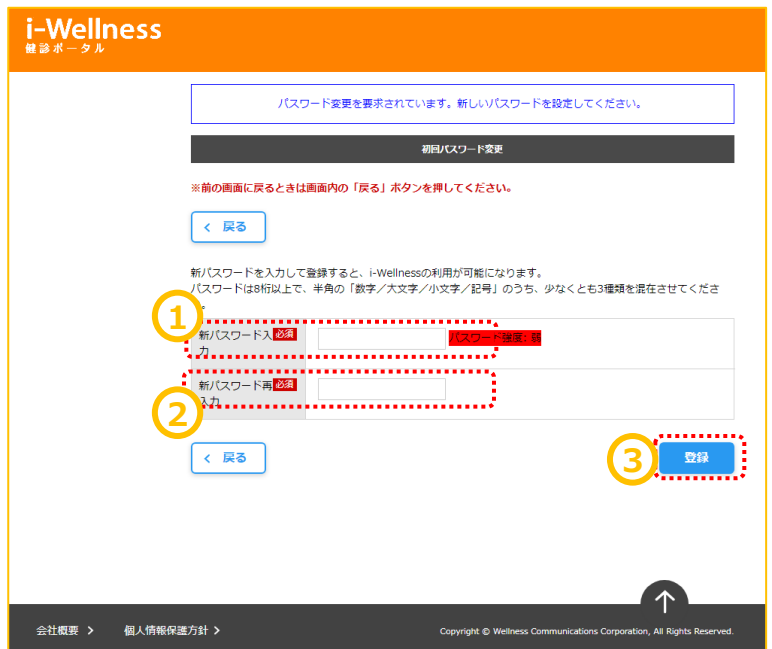 i-Wellness
健診ポータル
パスワード変更を要求されています。新しいパスワードを設定してください。
初回パスワード変更
※前の画面に戻るときは画面内の「戻る」ボタンを押してください。
戻る
新パスワードを入力して登録すると、i-Wellnessの利用が可能になります。
パスワードは8桁以上で、半角の「数字／大文字／小文字／記号」のうち、少なくとも3種類を混在させてくださ
。
1
新パスワード入 必須
力
パスワード強度: 弱
新パスワード再 必須
入力
2
戻る
3
登録
会社概要
個人情報保護方針
Copyright © Wellness Communications Corporation, All Rights Reserved.